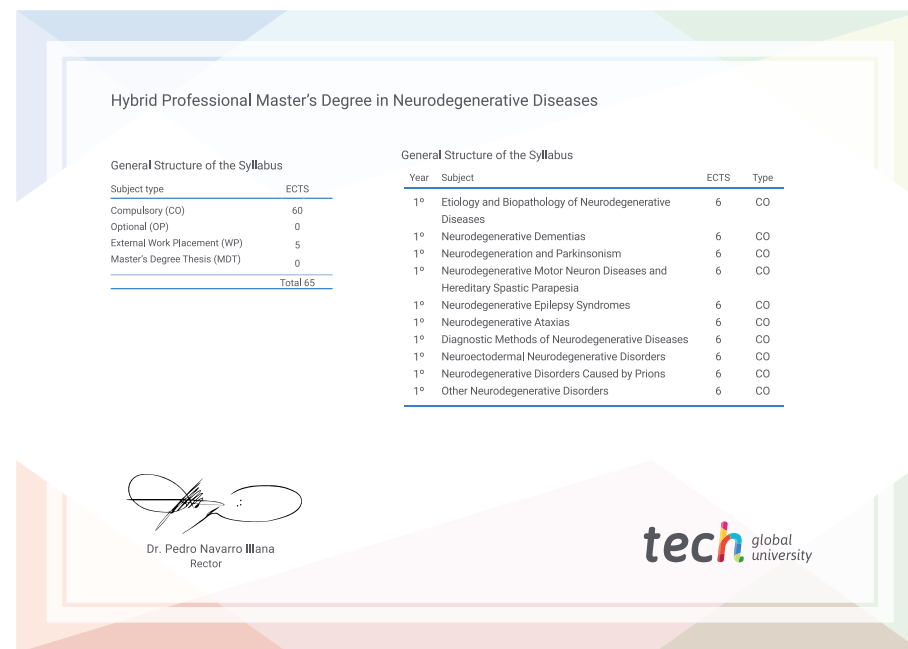 Hybrid Professional Master's Degree in Neurodegenerative Diseases
General Structure of the Syllabus
Subject type ECTS
Compulsory (CO) 60
Optional (OP) 0
External Work Placement (WP) 5
Master's Degree Thesis (MDT) 0
Total 65
General Structure of the Syllabus
Year Subject ECTS Type
1º Etiology and Biopathology of Neurodegenerative 6 CO
Diseases
1º Neurodegenerative Dementias 6 CO
1º Neurodegeneration and Parkinsonism 6 CO
1º Neurodegenerative Motor Neuron Diseases and 6 CO
Hereditary Spastic Parapesia
1º Neurodegenerative Epilepsy Syndromes 6 CO
1º Neurodegenerative Ataxias 6 CO
1º Diagnostic Methods of Neurodegenerative Diseases 6 CO
1º Neuroectodermal Neurodegenerative Disorders 6 CO
1º Neurodegenerative Disorders Caused by Prions 6 CO
1º Other Neurodegenerative Disorders 6 CO
Dr. Pedro Navarro Illana
Rector
tech global
university